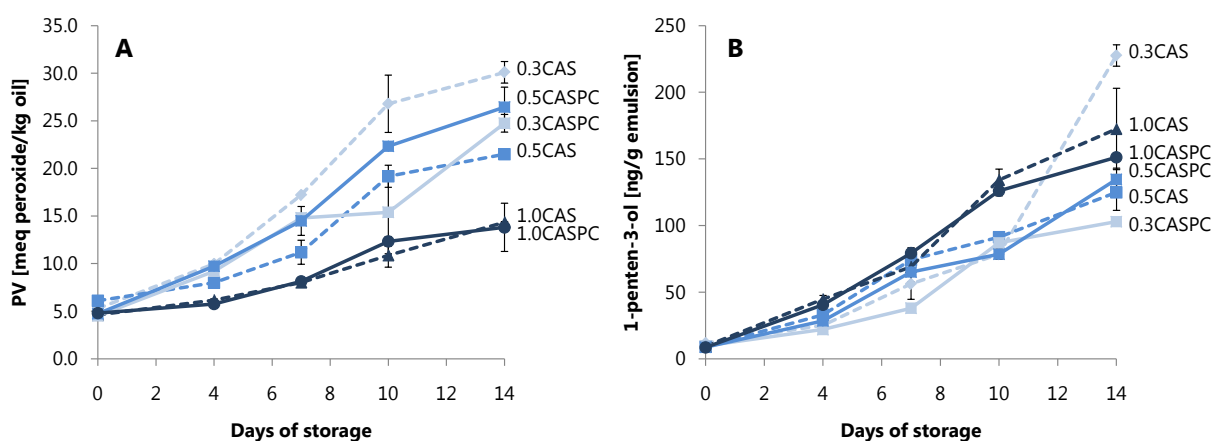 A
PV [meq peroxide/kg oil]
35.0
30.0
25.0
20.0
15.0
10.0
5.0
0.0
0 2 4 6 8 10 12 14
Days of storage
0.3CAS
0.5CASPC
0.3CASPC
0.5CAS
1.0CAS
1.0CASPC
B
1-penten-3-ol [ng/g emulsion]
250
200
150
100
50
0
0 2 4 6 8 10 12 14
Days of storage
0.3CAS
1.0CAS
1.0CASPC
0.5CASPC
0.5CAS
0.3CASPC